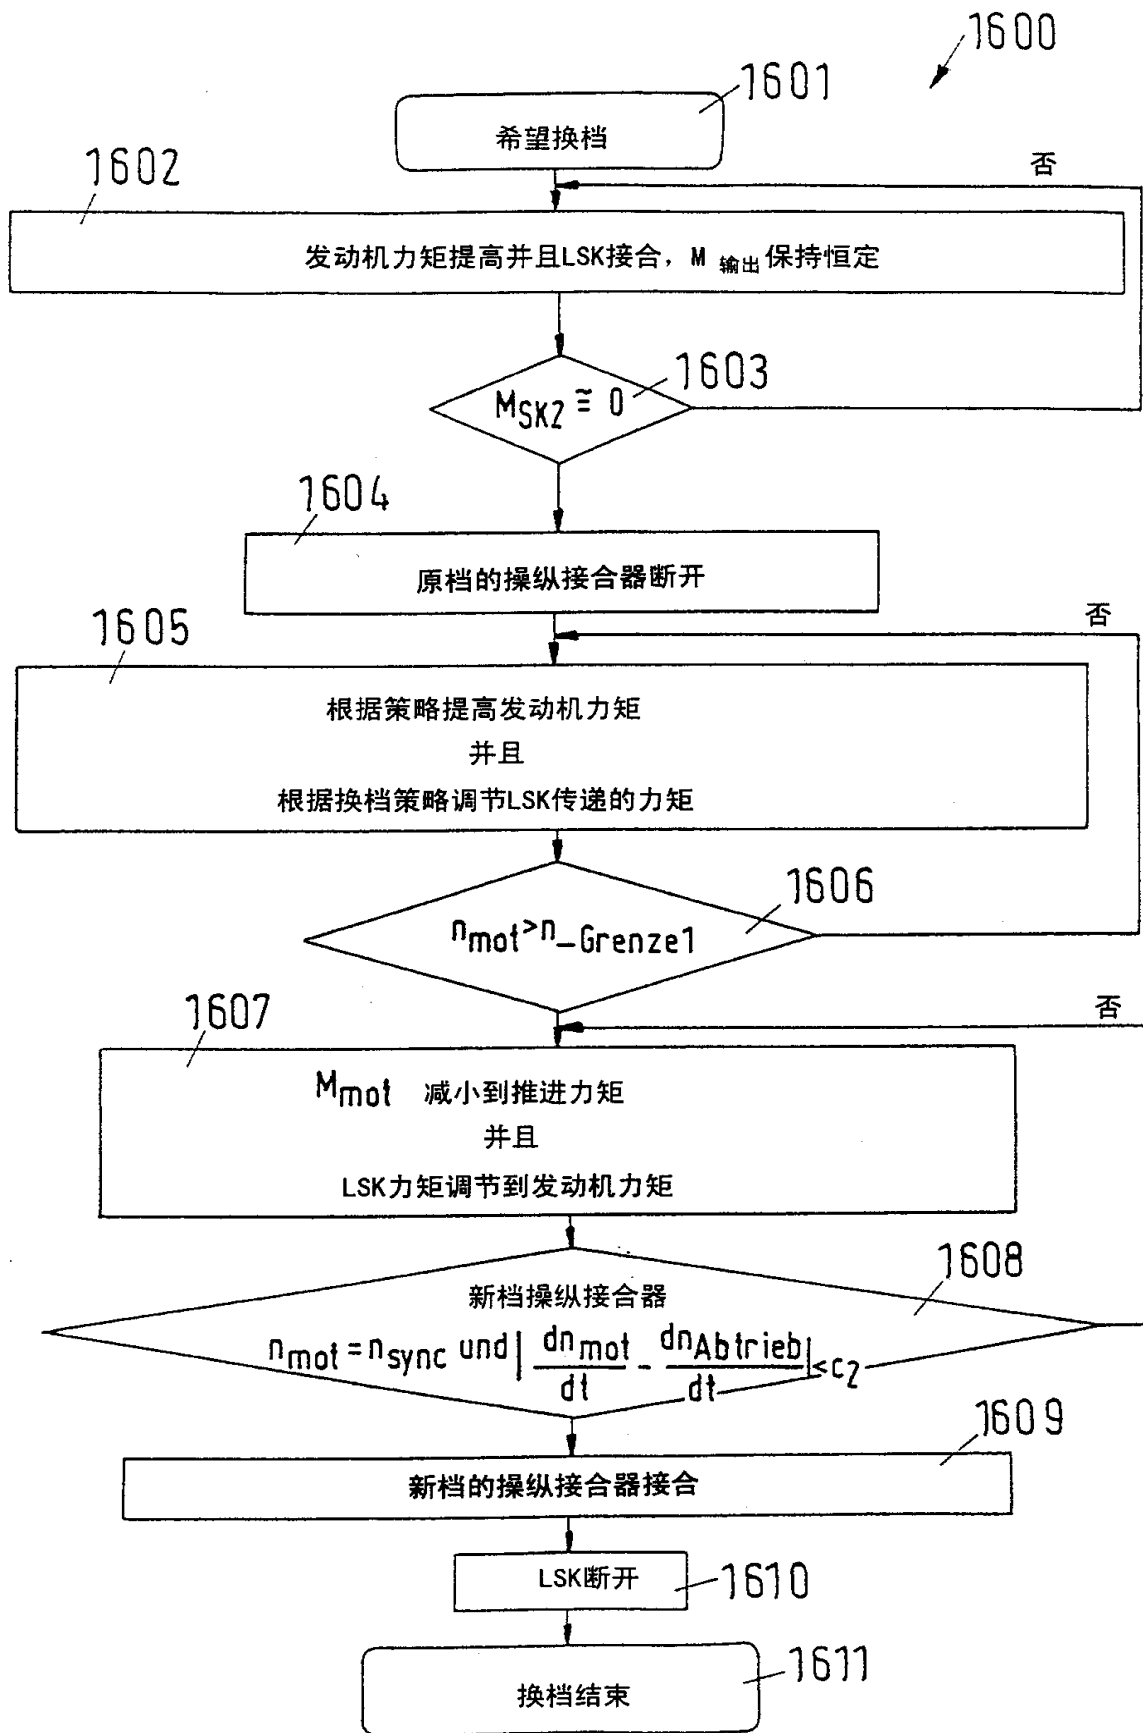 1600
1601
希望换档
否
1602
发动机力矩提高并且LSK接合，M 输出 保持恒定
1603
M_SK2 ≅ 0
1604
原档的操纵接合器断开
否
1605
根据策略提高发动机力矩
并且
根据换档策略调节LSK传递的力矩
1606
n_mot > n_-Grenze1
否
1607
M_mot 减小到推进力矩
并且
LSK力矩调节到发动机力矩
1608
新档操纵接合器
n_mot = n_sync und | dn_mot/dt - dn_Abtrieb/dt | < c_2
1609
新档的操纵接合器接合
LSK断开
1610
1611
换档结束